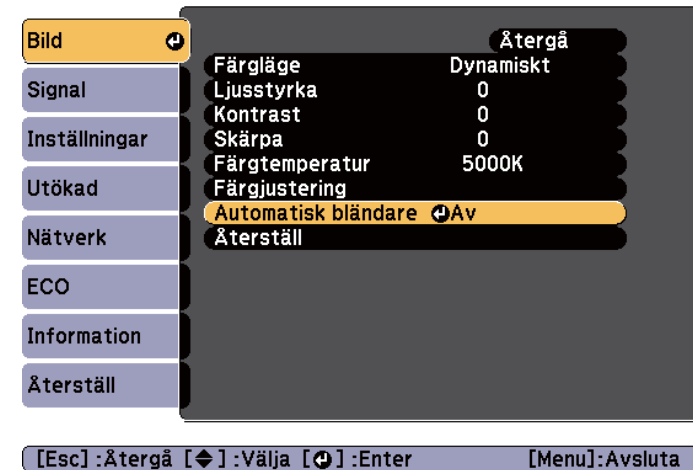 Bild
Signal
Inställningar
Utökad
Nätverk
ECO
Information
Återställ
Återgå
Färgläge Dynamiskt
Ljusstyrka 0
Kontrast 0
Skärpa 0
Färgtemperatur 5000K
Färgjustering
Automatisk bländare Av
Återställ
[Esc] :Återgå [◆] :Välja [⏎] :Enter [Menu]:Avsluta